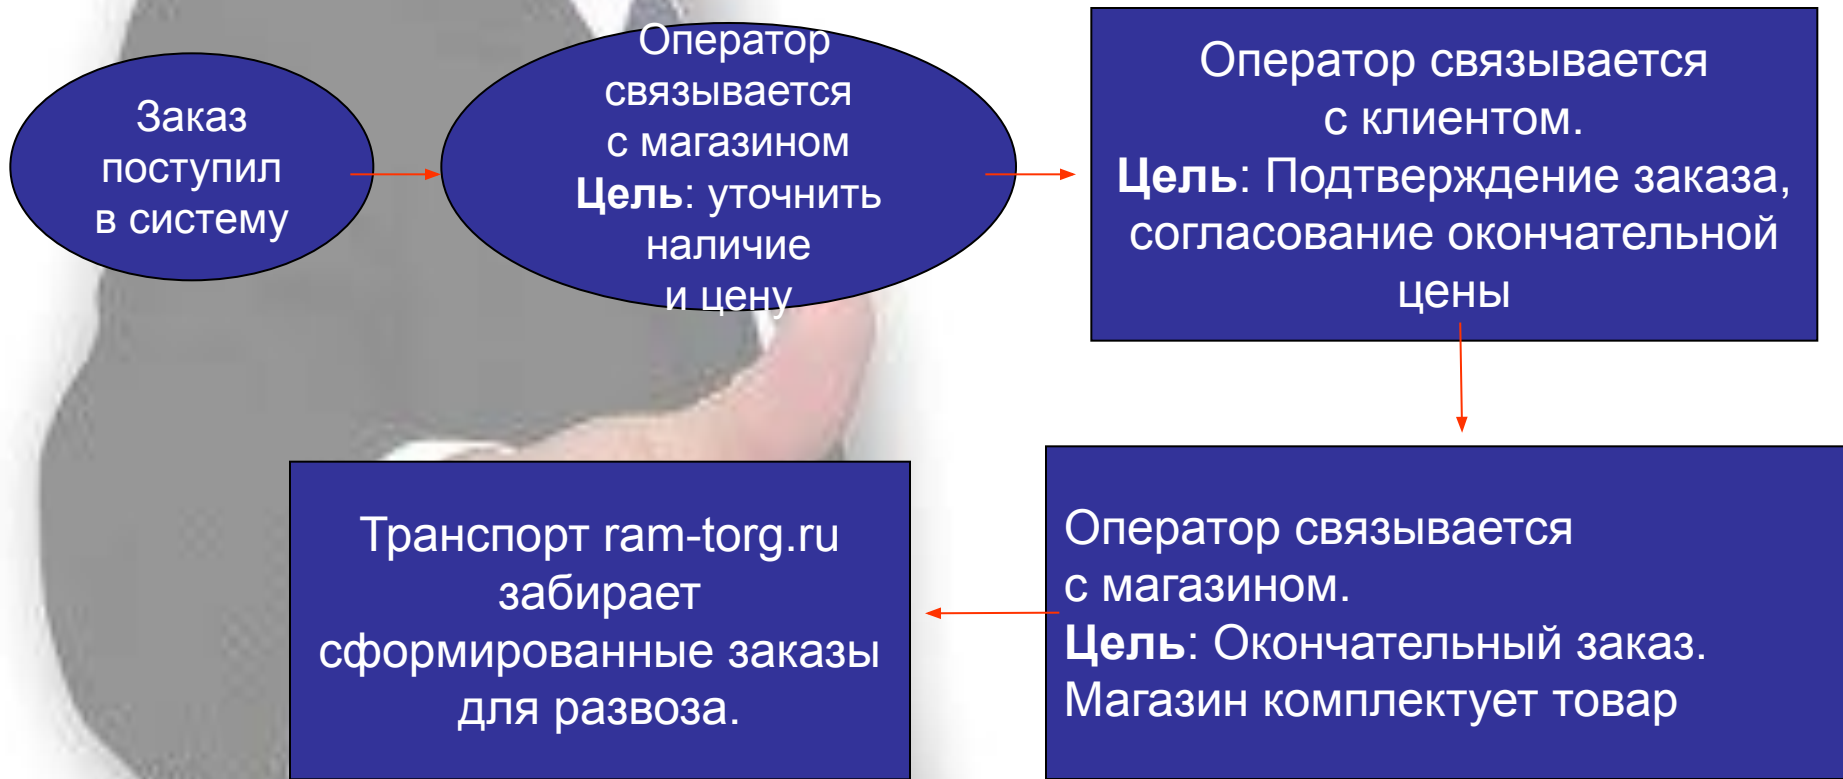 Заказ
поступил
в систему
Оператор
связывается
с магазином
Цель: уточнить
наличие
и цену
Оператор связывается
с клиентом.
Цель: Подтверждение заказа,
согласование окончательной
цены
Оператор связывается
с магазином.
Цель: Окончательный заказ.
Магазин комплектует товар
Транспорт ram-torg.ru
забирает
сформированные заказы
для развоза.